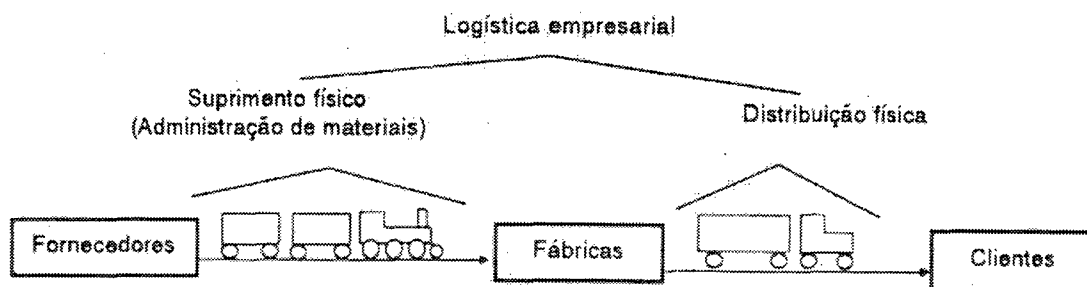 Logística empresarial
Suprimento físico
(Administração de materiais)
Distribuição física
Fornecedores
Fábricas
Clientes